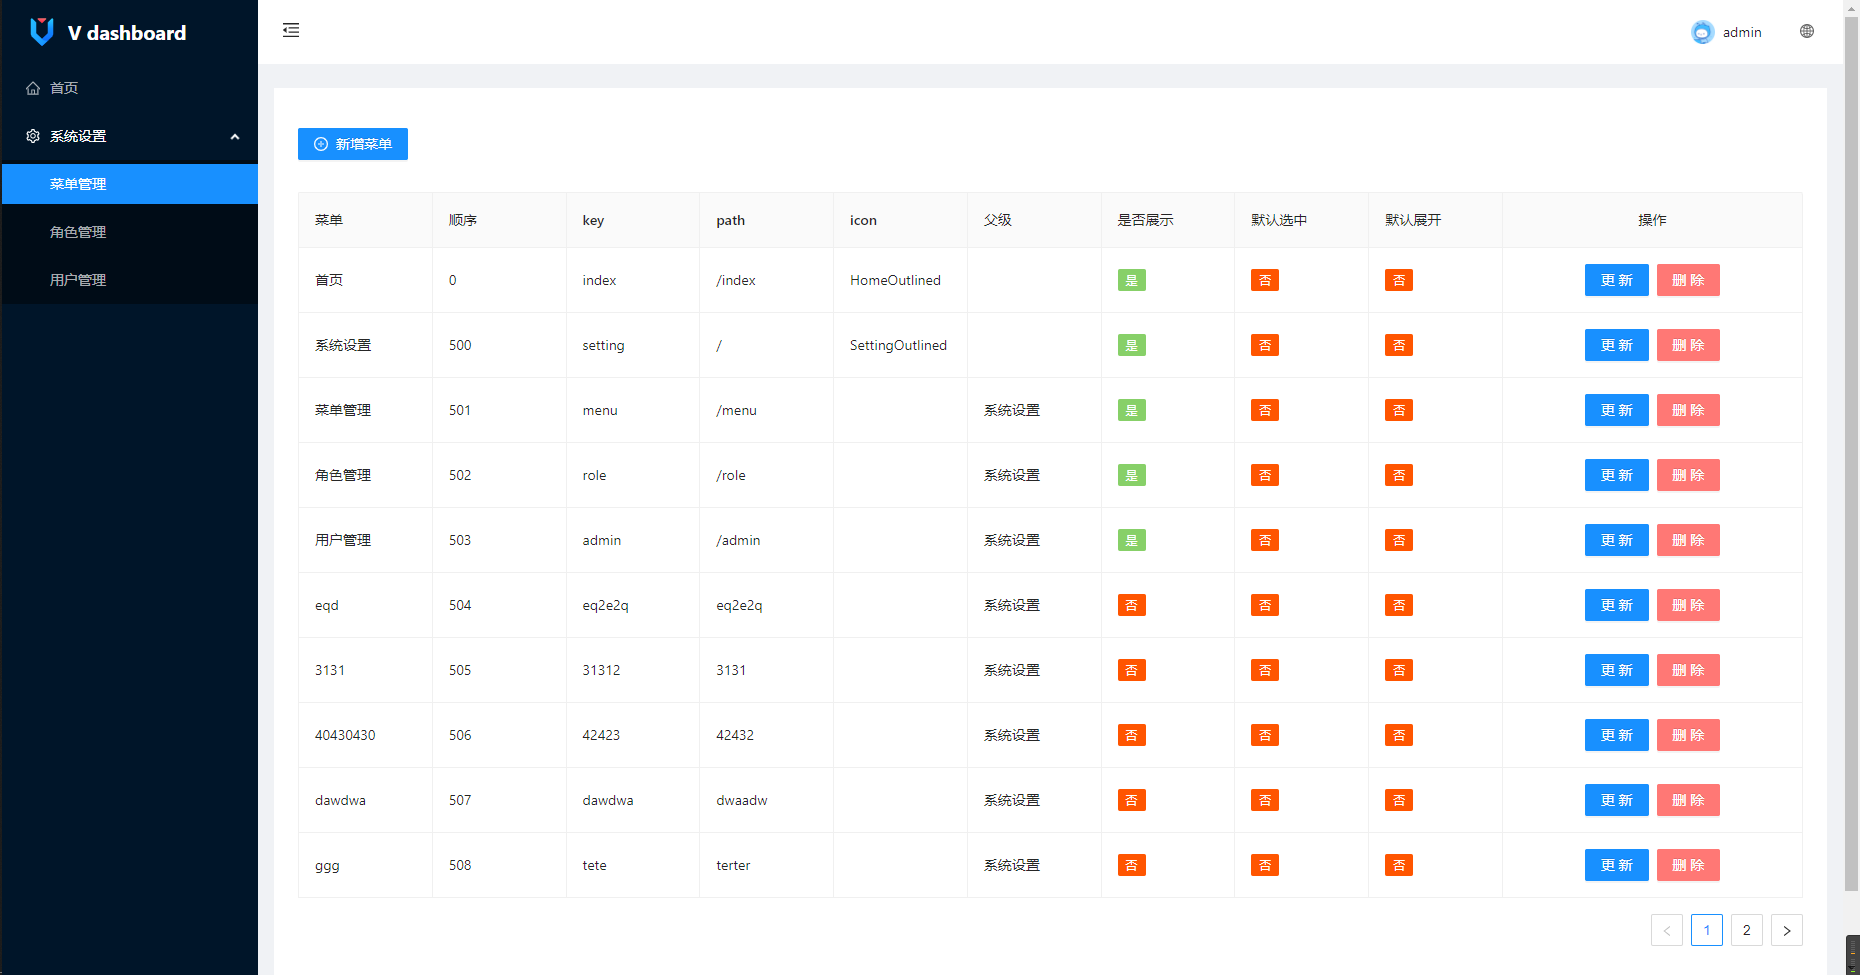 V dashboard
admin
首页
系统设置
菜单管理
角色管理
用户管理
新增菜单
菜单 顺序 key path icon 父级 是否展示 默认选中 默认展开 操作
首页 0 index /index HomeOutlined 是 否 否 更新 删除
系统设置 500 setting / SettingOutlined 是 否 否 更新 删除
菜单管理 501 menu /menu 系统设置 是 否 否 更新 删除
角色管理 502 role /role 系统设置 是 否 否 更新 删除
用户管理 503 admin /admin 系统设置 是 否 否 更新 删除
eqd 504 eq2e2q eq2e2q 系统设置 否 否 否 更新 删除
3131 505 31312 3131 系统设置 否 否 否 更新 删除
40430430 506 42423 42432 系统设置 否 否 否 更新 删除
dawdwa 507 dawdwa dwaadw 系统设置 否 否 否 更新 删除
ggg 508 tete terter 系统设置 否 否 否 更新 删除
< 1 2 >